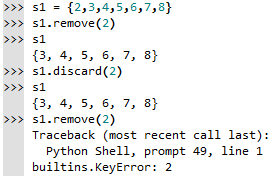 >>> s1 = {2,3,4,5,6,7,8}
>>> s1.remove(2)
>>> s1
{3, 4, 5, 6, 7, 8}
>>> s1.discard(2)
>>> s1
{3, 4, 5, 6, 7, 8}
>>> s1.remove(2)
Traceback (most recent call last):
  Python Shell, prompt 49, line 1
builtins.KeyError: 2